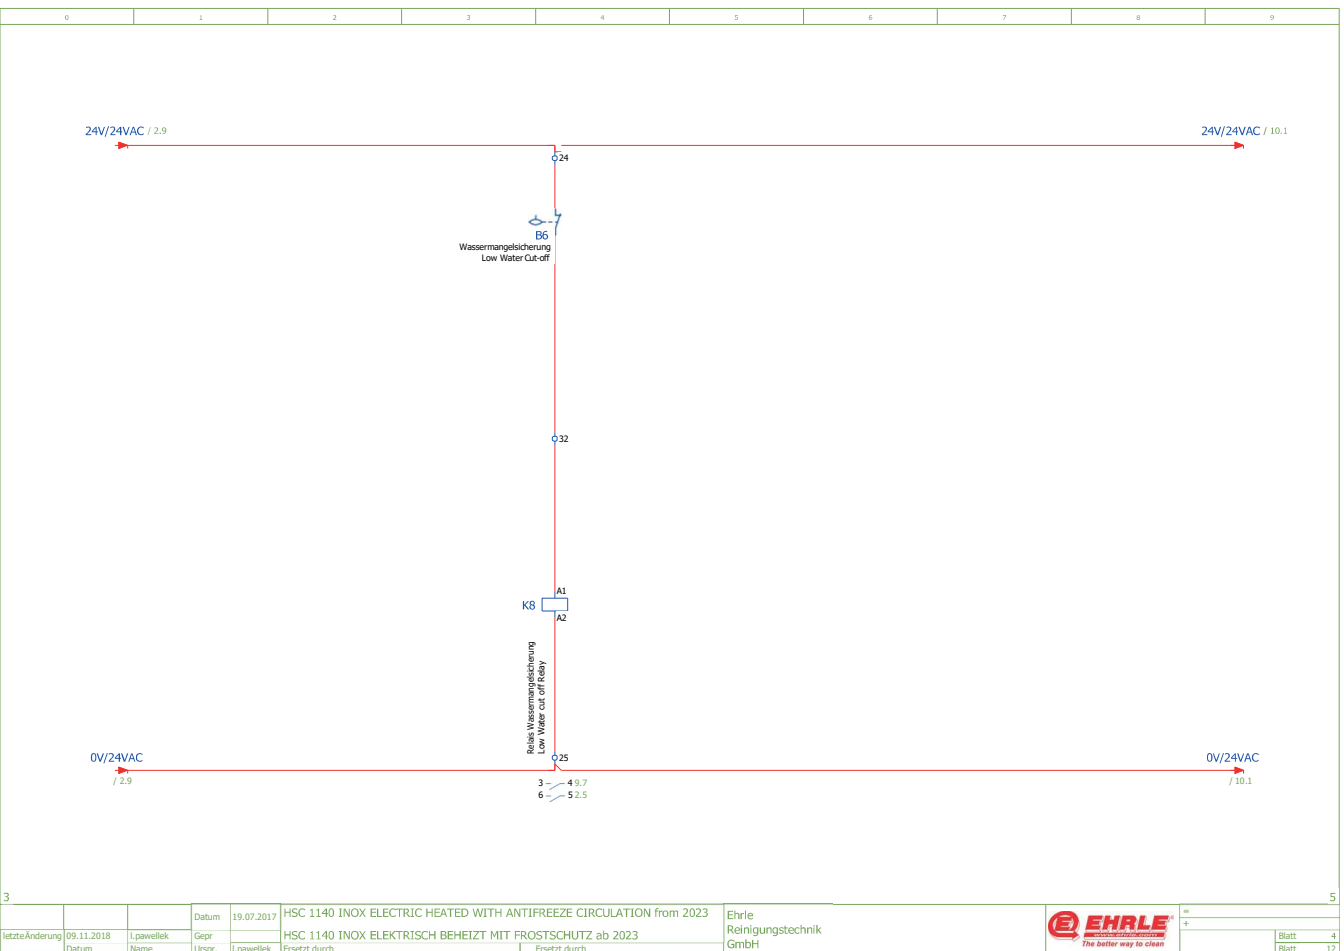 0 1 2 3 4 5 6 7 8 9
24V/24VAC / 2.9
24V/24VAC / 10.1
24
B6
Wassermangelsicherung
Low Water Cut-off
32
A1
K8
A2
Relais Wassermangelsicherung
Low Water cut off Relay
25
0V/24VAC
/ 2.9
0V/24VAC
/ 10.1
3 4 9.7
6 5 2.5
3
5
Datum 19.07.2017 HSC 1140 INOX ELECTRIC HEATED WITH ANTIFREEZE CIRCULATION from 2023
letzte Änderung 09.11.2018 I.pawellek Gepr HSC 1140 INOX ELEKTRISCH BEHEIZT MIT FROSTSCHUTZ ab 2023
Datum Name Urspr I.pawellek Ersetzt durch Ersetzt durch
Ehrle
Reinigungstechnik
GmbH
EHRLE
www.ehrle.com
The better way to clean
=
+
Blatt 4
Blatt 12